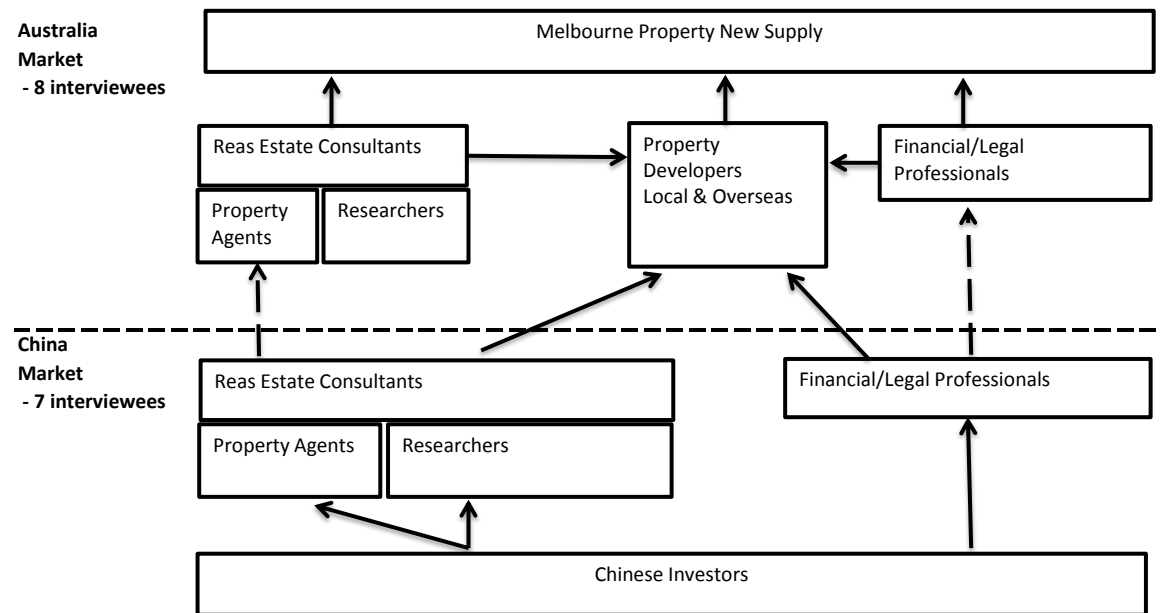 Australia
Market
- 8 interviewees
Melbourne Property New Supply
Reas Estate Consultants
Property
Agents
Researchers
Property
Developers
Local & Overseas
Financial/Legal
Professionals
China
Market
- 7 interviewees
Reas Estate Consultants
Property Agents
Researchers
Financial/Legal Professionals
Chinese Investors